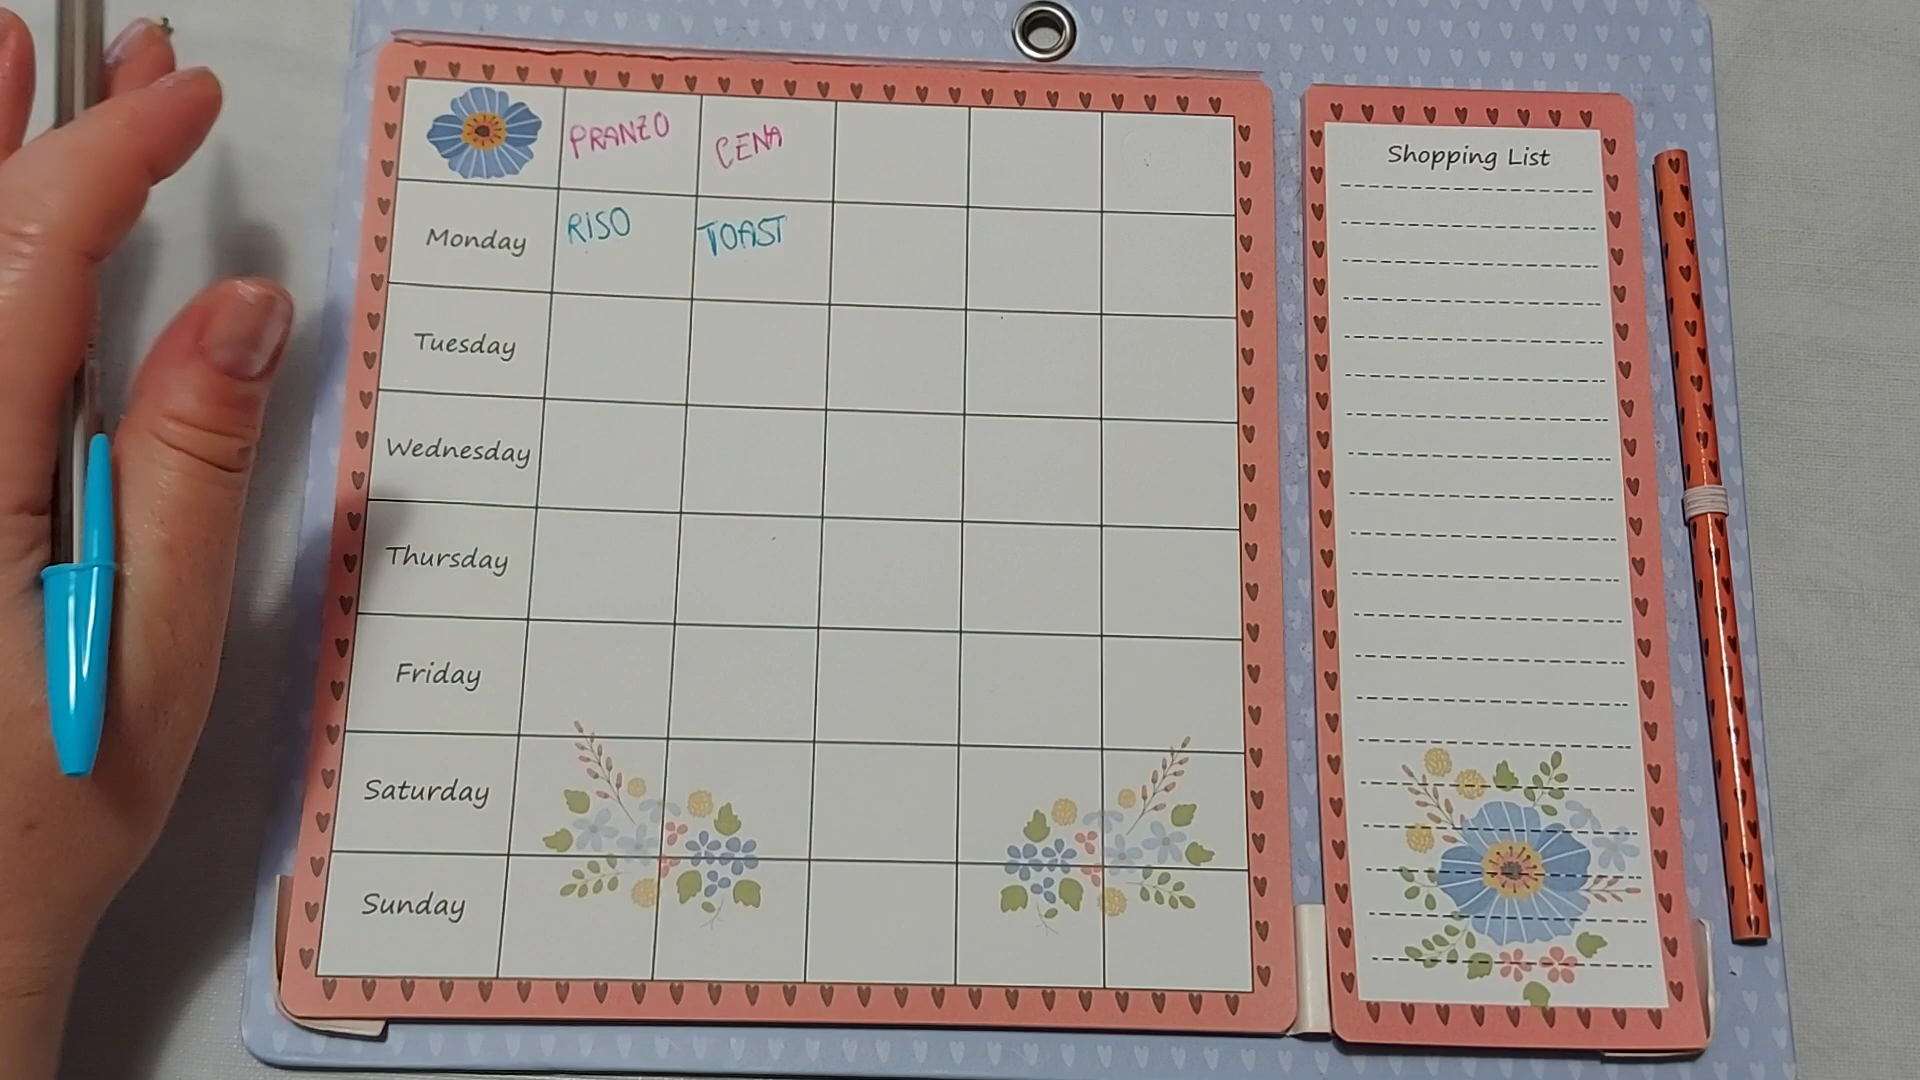 PRANZO CENA
Monday RISO TOAST
Tuesday
Wednesday
Thursday
Friday
Saturday
Sunday
Shopping List